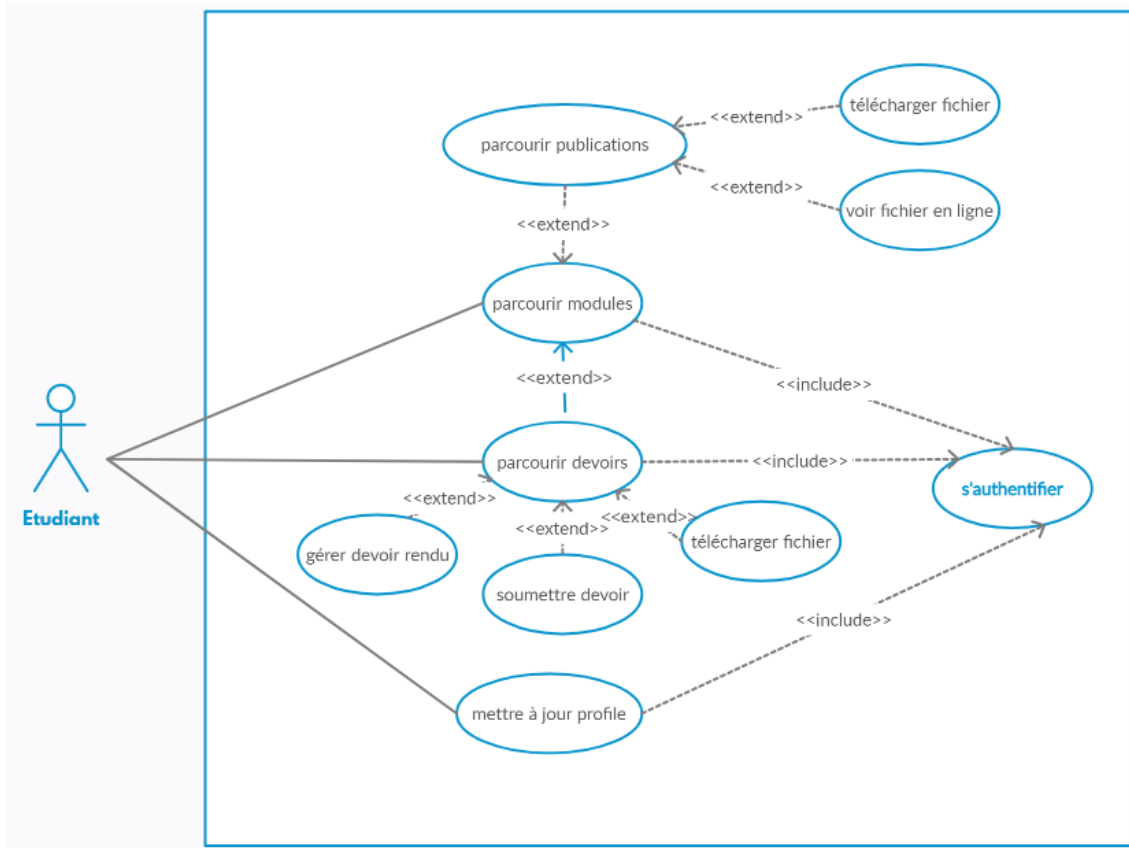 télécharger fichier
<<extend>>
parcourir publications
<<extend>>
voir fichier en ligne
<<extend>>
parcourir modules
<<extend>>
<<include>>
parcourir devoirs
<<include>>
s'authentifier
<<extend>>
<<extend>>
<<extend>>
Etudiant
télécharger fichier
gérer devoir rendu
soumettre devoir
<<include>>
mettre à jour profile